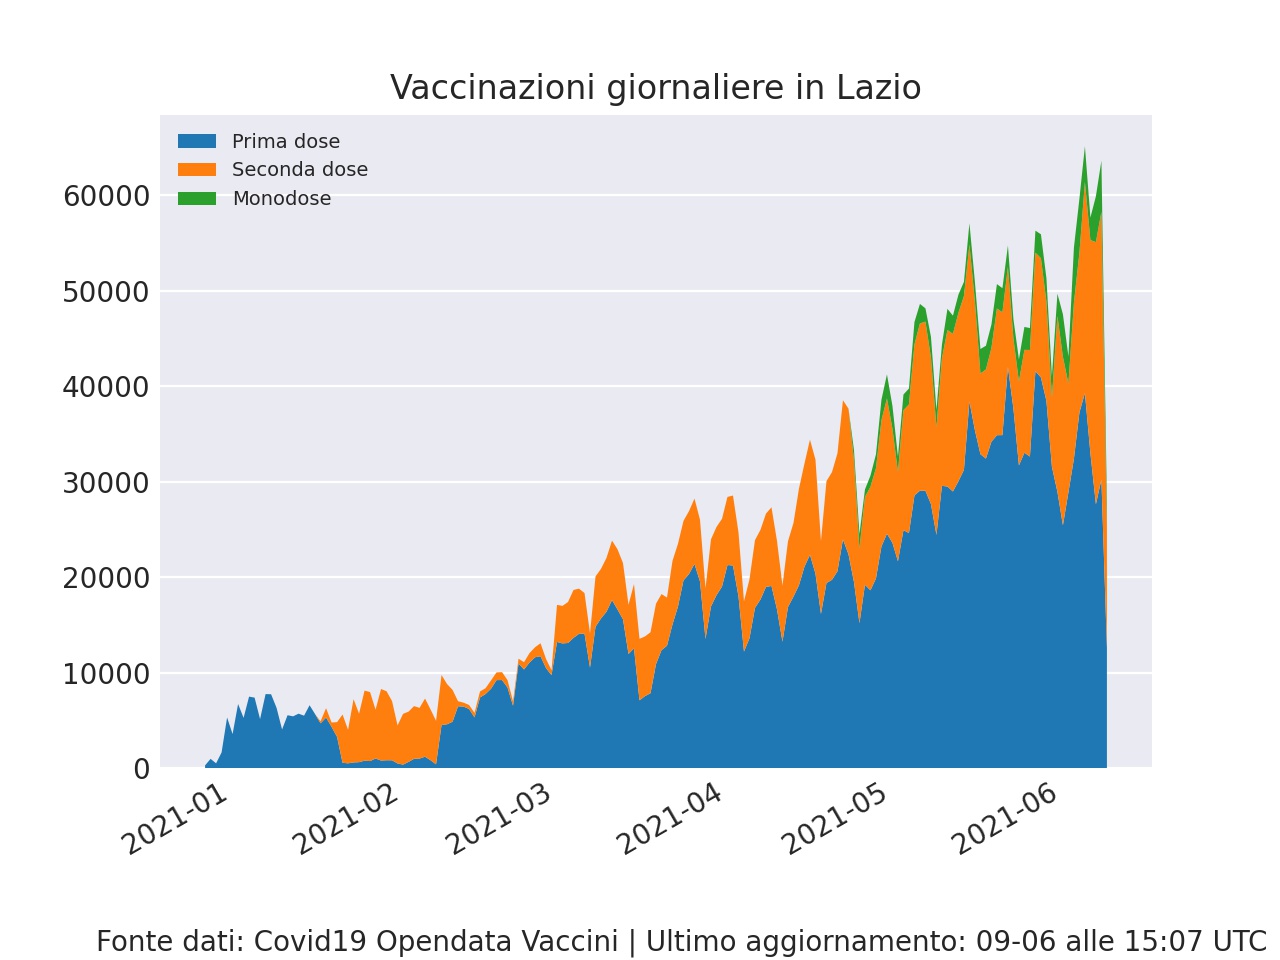 Vaccinazioni giornaliere in Lazio
Prima dose
Seconda dose
Monodose
60000
50000
40000
30000
20000
10000
0
2021-01
2021-02
2021-03
2021-04
2021-05
2021-06
Fonte dati: Covid19 Opendata Vaccini | Ultimo aggiornamento: 09-06 alle 15:07 UTC